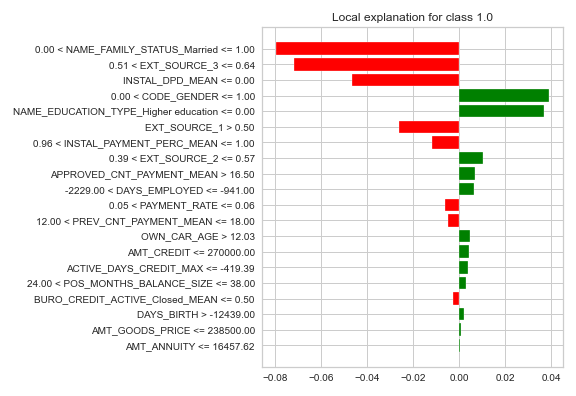 Local explanation for class 1.0
0.00 < NAME_FAMILY_STATUS_Married <= 1.00
0.51 < EXT_SOURCE_3 <= 0.64
INSTAL_DPD_MEAN <= 0.00
0.00 < CODE_GENDER <= 1.00
NAME_EDUCATION_TYPE_Higher education <= 0.00
EXT_SOURCE_1 > 0.50
0.96 < INSTAL_PAYMENT_PERC_MEAN <= 1.00
0.39 < EXT_SOURCE_2 <= 0.57
APPROVED_CNT_PAYMENT_MEAN > 16.50
-2229.00 < DAYS_EMPLOYED <= -941.00
0.05 < PAYMENT_RATE <= 0.06
12.00 < PREV_CNT_PAYMENT_MEAN <= 18.00
OWN_CAR_AGE > 12.03
AMT_CREDIT <= 270000.00
ACTIVE_DAYS_CREDIT_MAX <= -419.39
24.00 < POS_MONTHS_BALANCE_SIZE <= 38.00
BURO_CREDIT_ACTIVE_Closed_MEAN <= 0.50
DAYS_BIRTH > -12439.00
AMT_GOODS_PRICE <= 238500.00
AMT_ANNUITY <= 16457.62
−0.08 −0.06 −0.04 −0.02 0.00 0.02 0.04